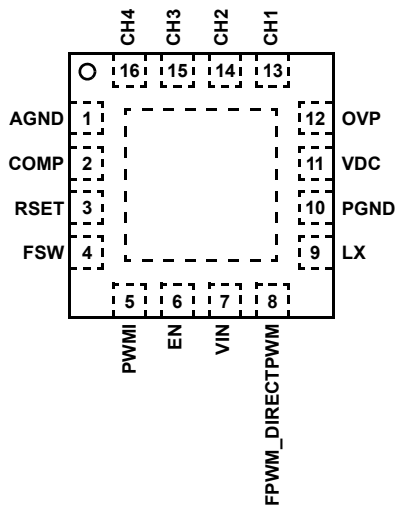 CH4 CH3 CH2 CH1
16 15 14 13
AGND 1 12 OVP
COMP 2 11 VDC
RSET 3 10 PGND
FSW 4 9 LX
5 6 7 8
PWMI EN VIN FPWM_DIRECTPWM